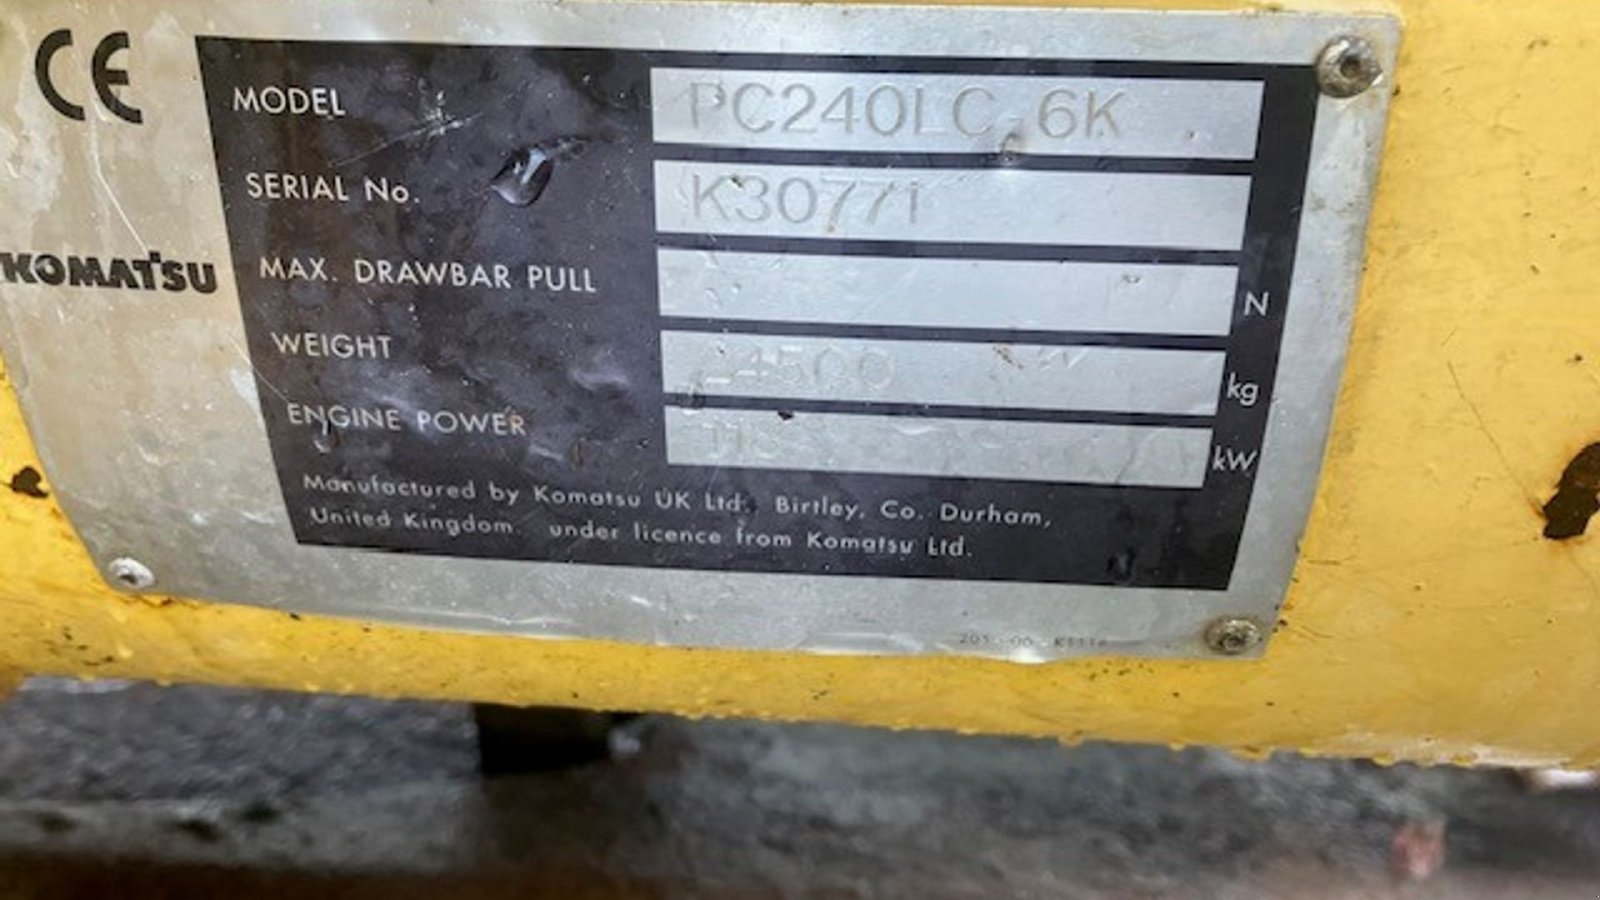 CE
MODEL PC240LC-6K
SERIAL No. K30771
KOMATSU
MAX. DRAWBAR PULL N
WEIGHT 24500 kg
ENGINE POWER kW
Manufactured by Komatsu UK Ltd. Birtley, Co. Durham,
United Kingdom. under licence from Komatsu Ltd.